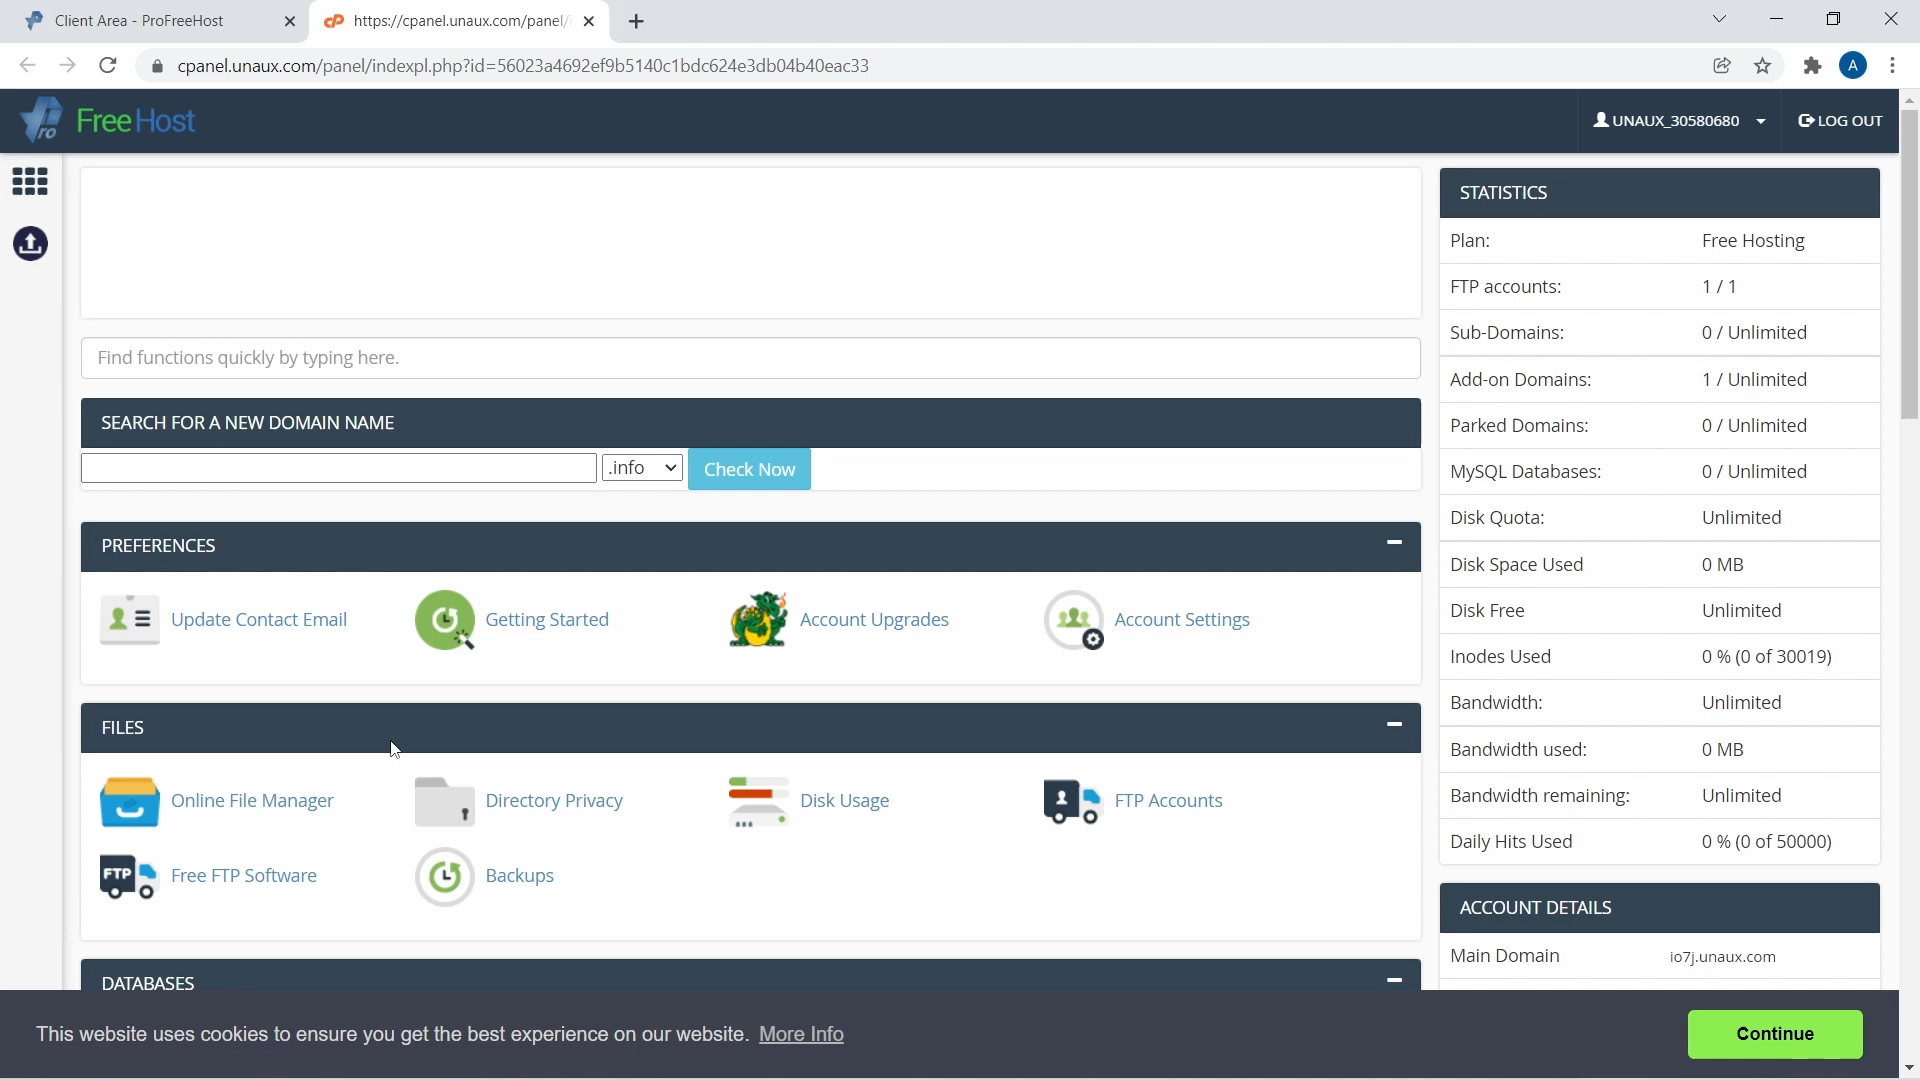 Client Area - ProFreeHost
https://cpanel.unaux.com/panel/i
cpanel.unaux.com/panel/indexpl.php?id=56023a4692ef9b5140c1bdc624e3db04b40eac33
A
ro FreeHost
UNAUX_30580680
LOG OUT
Find functions quickly by typing here.
SEARCH FOR A NEW DOMAIN NAME
.info
Check Now
PREFERENCES
Update Contact Email
Getting Started
Account Upgrades
Account Settings
FILES
Online File Manager
Directory Privacy
Disk Usage
FTP Accounts
FTP
Free FTP Software
Backups
DATABASES
STATISTICS
Plan: Free Hosting
FTP accounts: 1 / 1
Sub-Domains: 0 / Unlimited
Add-on Domains: 1 / Unlimited
Parked Domains: 0 / Unlimited
MySQL Databases: 0 / Unlimited
Disk Quota: Unlimited
Disk Space Used 0 MB
Disk Free Unlimited
Inodes Used 0 % (0 of 30019)
Bandwidth: Unlimited
Bandwidth used: 0 MB
Bandwidth remaining: Unlimited
Daily Hits Used 0 % (0 of 50000)
ACCOUNT DETAILS
Main Domain io7j.unaux.com
This website uses cookies to ensure you get the best experience on our website. More Info
Continue